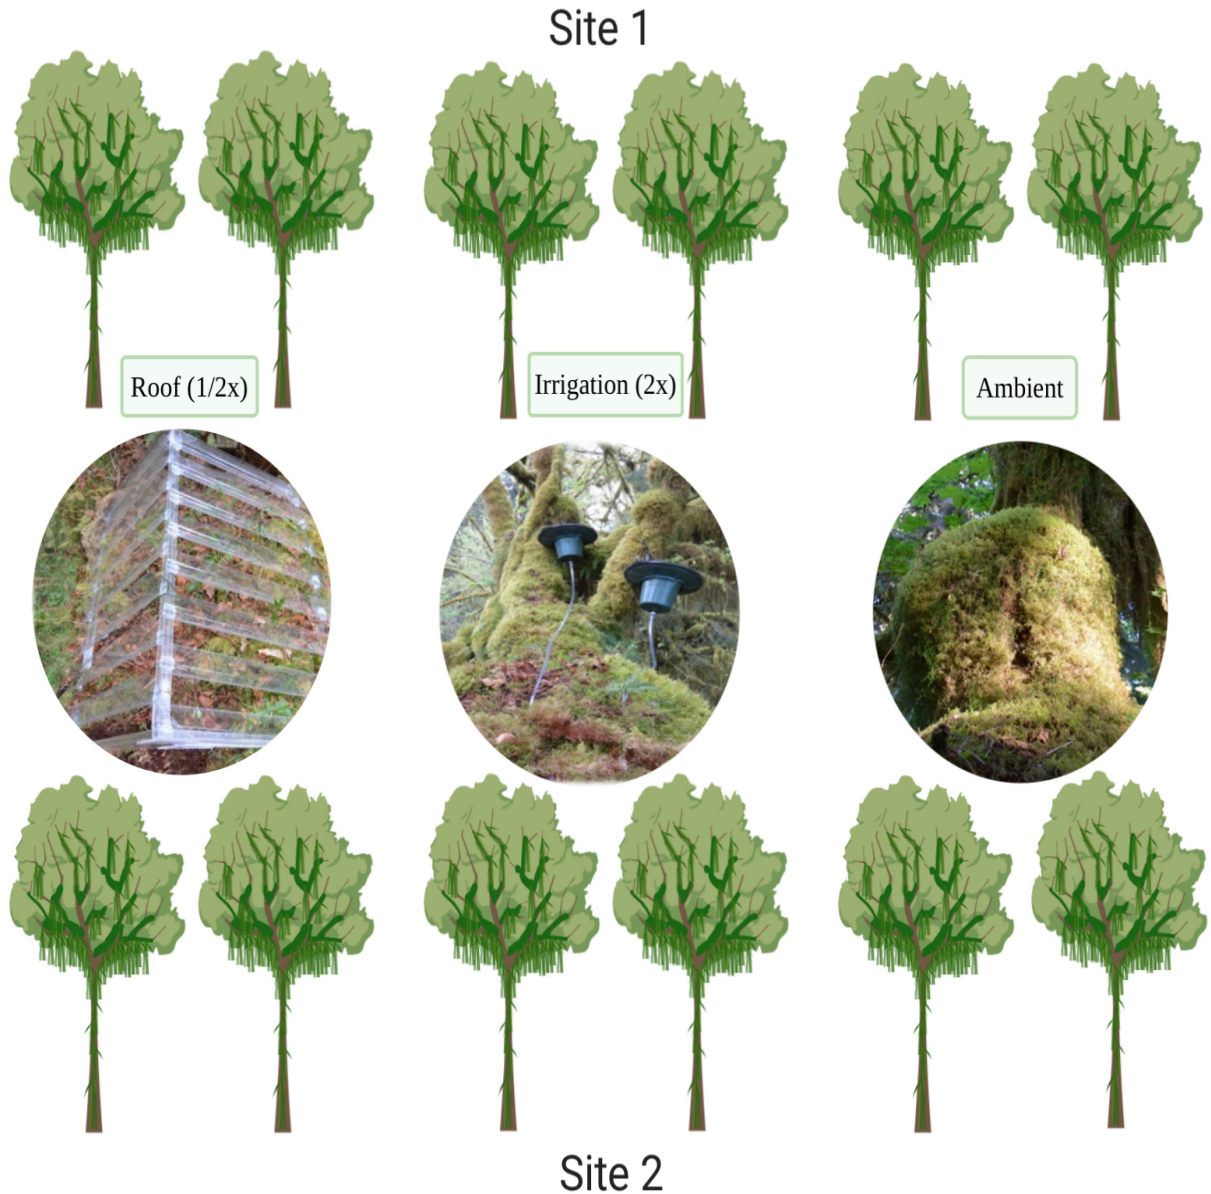 Site 1
Roof (1/2x)
Irrigation (2x)
Ambient
Site 2